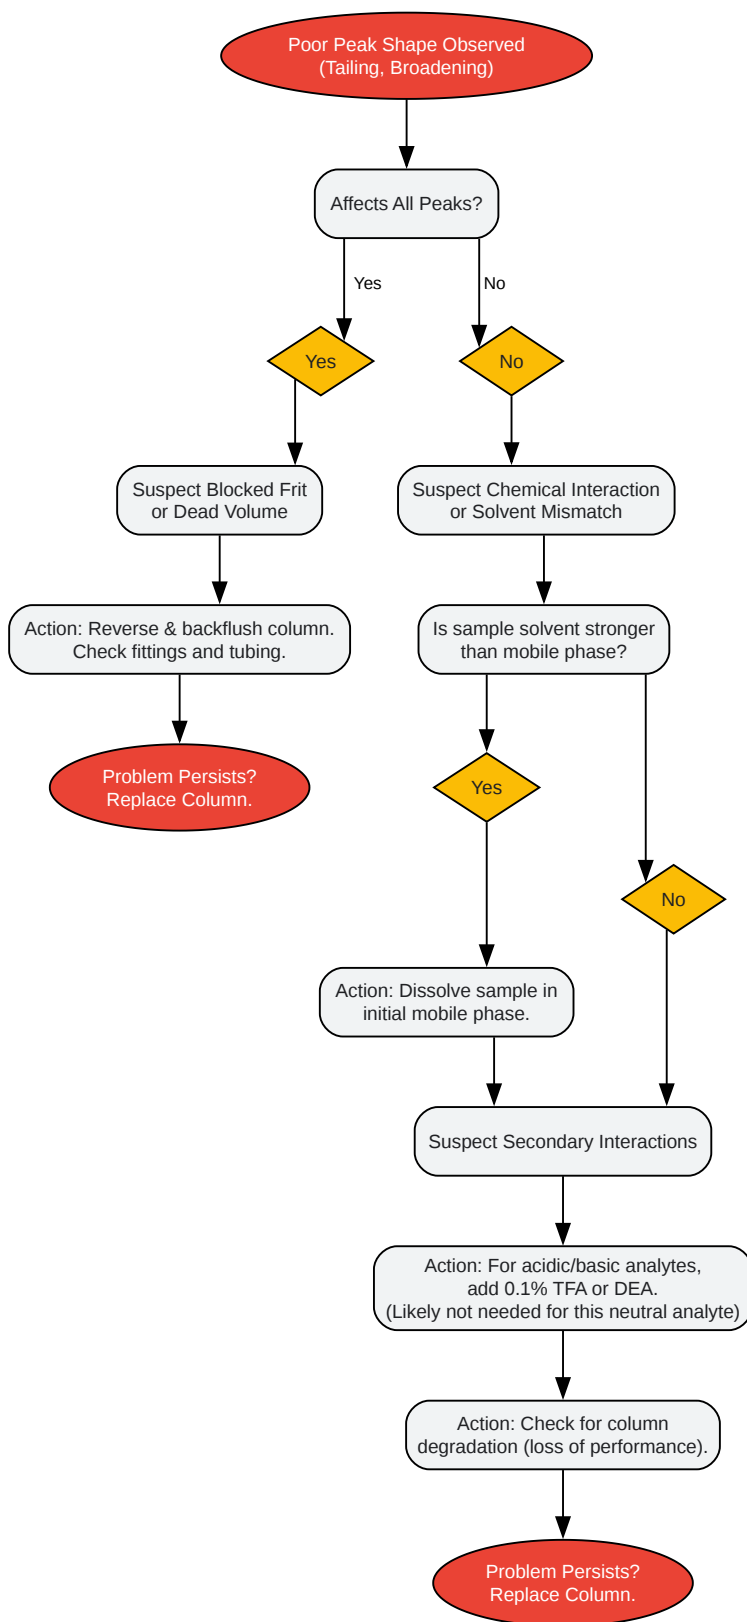 Poor Peak Shape Observed
(Tailing, Broadening)
Affects All Peaks?
Yes
No
Yes
No
Suspect Blocked Frit
or Dead Volume
Suspect Chemical Interaction
or Solvent Mismatch
Action: Reverse & backflush column.
Check fittings and tubing.
Is sample solvent stronger
than mobile phase?
Problem Persists?
Replace Column.
Yes
No
Action: Dissolve sample in
initial mobile phase.
Suspect Secondary Interactions
Action: For acidic/basic analytes,
add 0.1% TFA or DEA.
(Likely not needed for this neutral analyte)
Action: Check for column
degradation (loss of performance).
Problem Persists?
Replace Column.